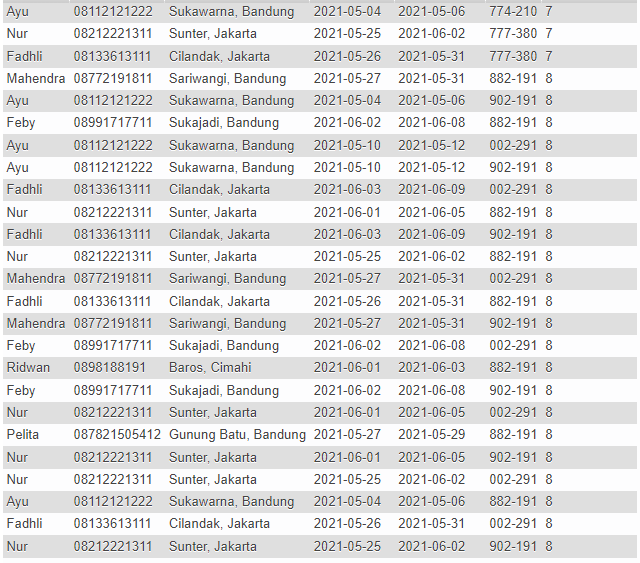 Ayu 08112121222 Sukawarna, Bandung 2021-05-04 2021-05-06 774-210 7
Nur 08212221311 Sunter, Jakarta 2021-05-25 2021-06-02 777-380 7
Fadhli 08133613111 Cilandak, Jakarta 2021-05-26 2021-05-31 777-380 7
Mahendra 08772191811 Sariwangi, Bandung 2021-05-27 2021-05-31 882-191 8
Ayu 08112121222 Sukawarna, Bandung 2021-05-04 2021-05-06 902-191 8
Feby 08991717711 Sukajadi, Bandung 2021-06-02 2021-06-08 882-191 8
Ayu 08112121222 Sukawarna, Bandung 2021-05-10 2021-05-12 002-291 8
Ayu 08112121222 Sukawarna, Bandung 2021-05-10 2021-05-12 902-191 8
Fadhli 08133613111 Cilandak, Jakarta 2021-06-03 2021-06-09 002-291 8
Nur 08212221311 Sunter, Jakarta 2021-06-01 2021-06-05 882-191 8
Fadhli 08133613111 Cilandak, Jakarta 2021-06-03 2021-06-09 902-191 8
Nur 08212221311 Sunter, Jakarta 2021-05-25 2021-06-02 882-191 8
Mahendra 08772191811 Sariwangi, Bandung 2021-05-27 2021-05-31 002-291 8
Fadhli 08133613111 Cilandak, Jakarta 2021-05-26 2021-05-31 882-191 8
Mahendra 08772191811 Sariwangi, Bandung 2021-05-27 2021-05-31 902-191 8
Feby 08991717711 Sukajadi, Bandung 2021-06-02 2021-06-08 002-291 8
Ridwan 0898188191 Baros, Cimahi 2021-06-01 2021-06-03 882-191 8
Feby 08991717711 Sukajadi, Bandung 2021-06-02 2021-06-08 902-191 8
Nur 08212221311 Sunter, Jakarta 2021-06-01 2021-06-05 002-291 8
Pelita 087821505412 Gunung Batu, Bandung 2021-05-27 2021-05-29 882-191 8
Nur 08212221311 Sunter, Jakarta 2021-06-01 2021-06-05 902-191 8
Nur 08212221311 Sunter, Jakarta 2021-05-25 2021-06-02 002-291 8
Ayu 08112121222 Sukawarna, Bandung 2021-05-04 2021-05-06 882-191 8
Fadhli 08133613111 Cilandak, Jakarta 2021-05-26 2021-05-31 002-291 8
Nur 08212221311 Sunter, Jakarta 2021-05-25 2021-06-02 902-191 8